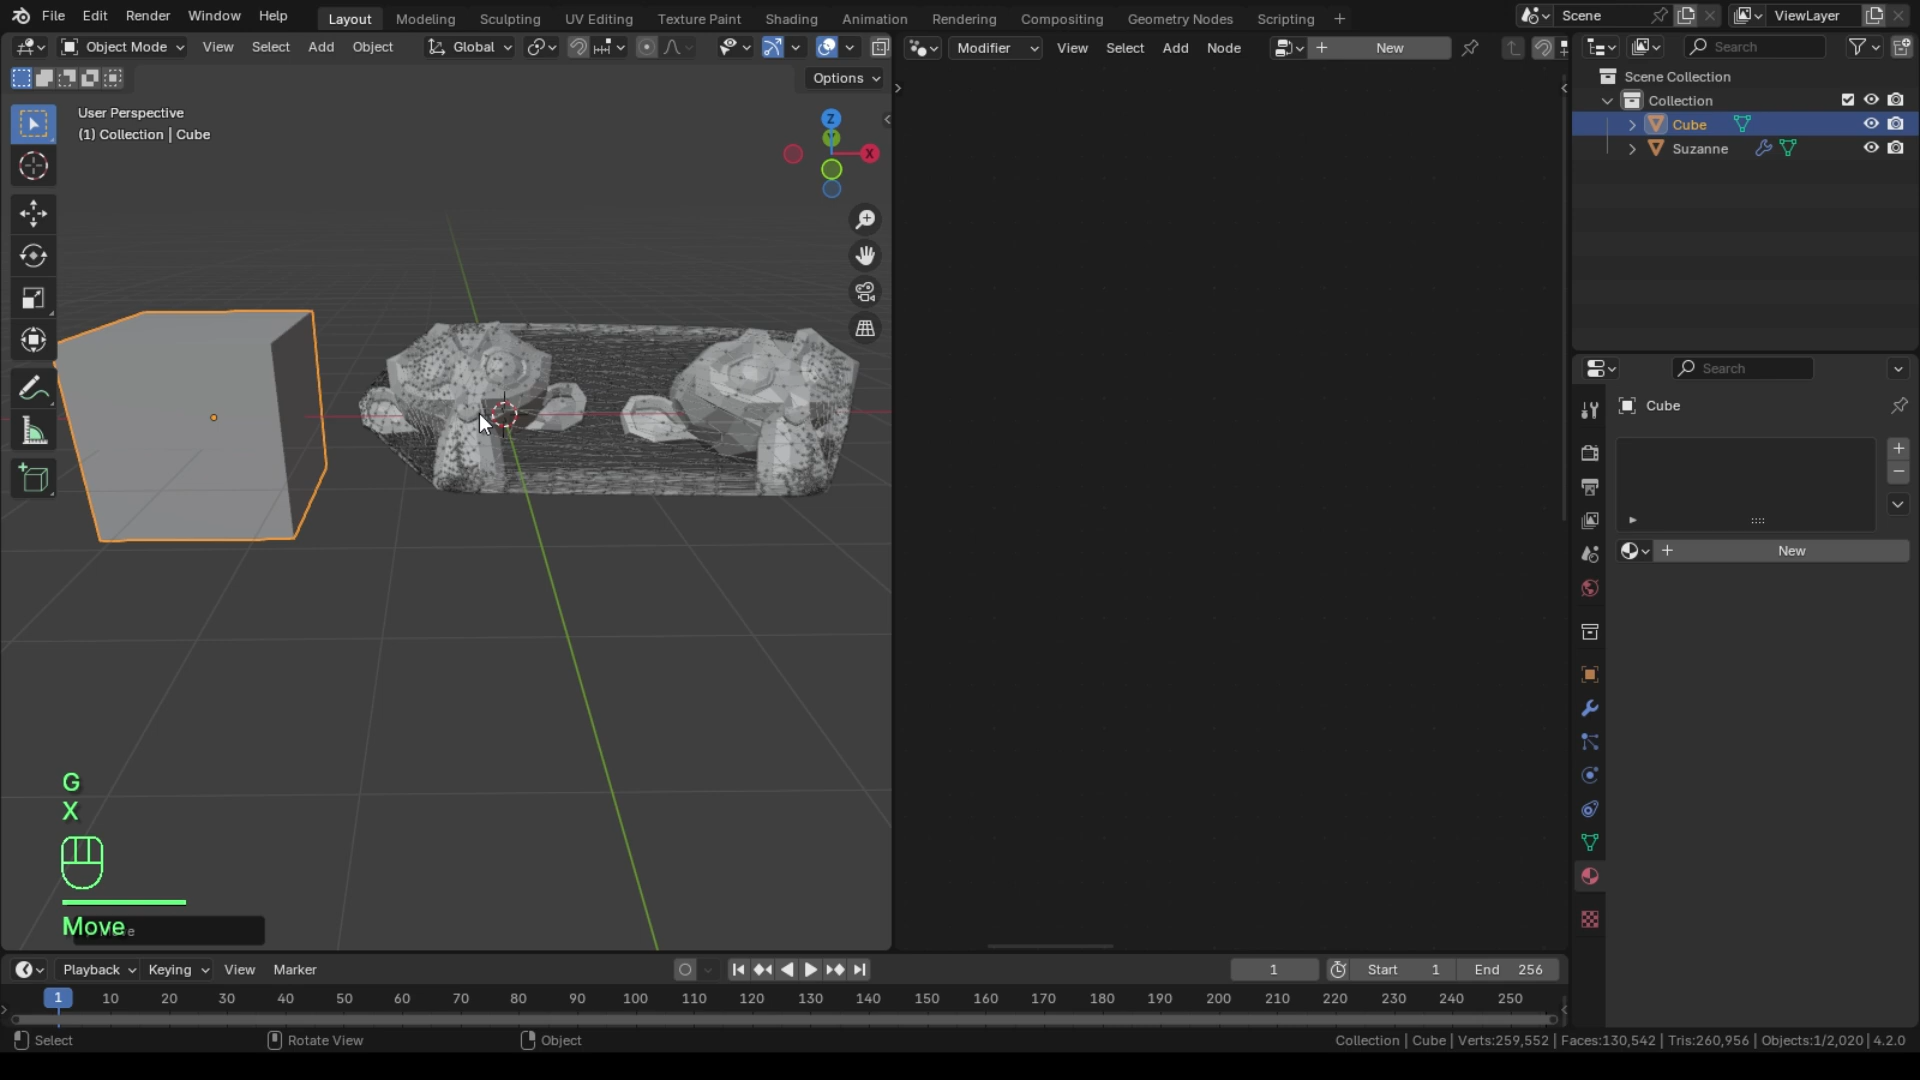 File Edit Render Window Help Layout Modeling Sculpting UV Editing Texture Paint Shading Animation Rendering Compositing Geometry Nodes Scripting + Scene ViewLayer
Object Mode View Select Add Object Global Modifier View Select Add Node + New Search
Options
User Perspective
(1) Collection | Cube
Z
Y
X
Scene Collection
Collection
Cube
Suzanne
Search
Cube
+ New
G
X
Move
Playback Keying View Marker 1 Start 1 End 256
1 10 20 30 40 50 60 70 80 90 100 110 120 130 140 150 160 170 180 190 200 210 220 230 240 250
Select Rotate View Object Collection | Cube | Verts:259,552 | Faces:130,542 | Tris:260,956 | Objects:1/2,020 | 4.2.0